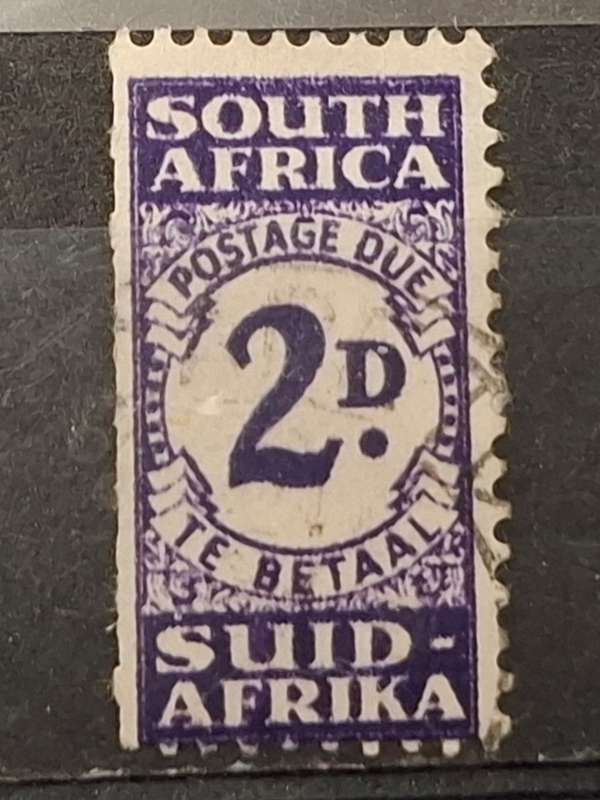 SOUTH
AFRICA
POSTAGE DUE
2D.
TE BETAAL
SUID-
AFRIKA